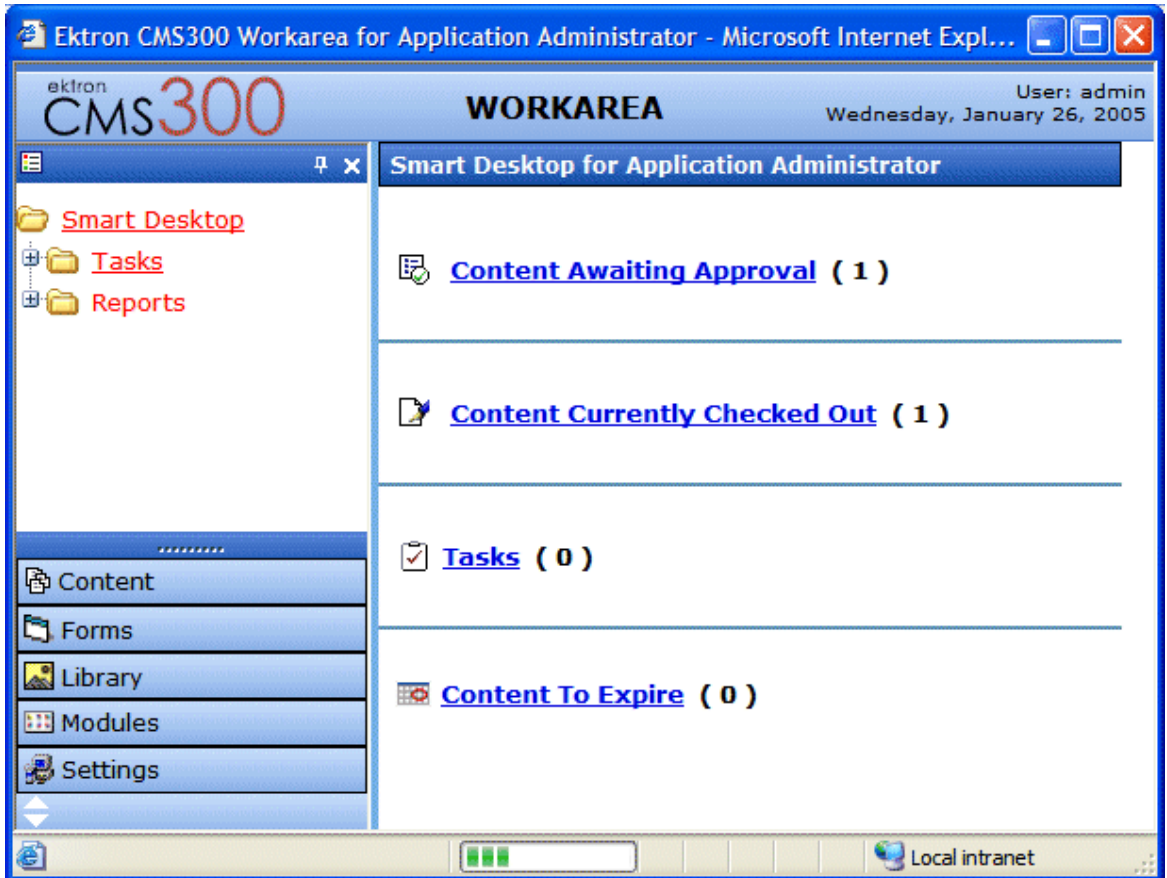 Ektron CMS300 Workarea for Application Administrator - Microsoft Internet Expl...
ektron
CMS300
WORKAREA
User: admin
Wednesday, January 26, 2005
Smart Desktop for Application Administrator
Smart Desktop
Tasks
Reports
Content Awaiting Approval ( 1 )
Content Currently Checked Out ( 1 )
Tasks ( 0 )
Content To Expire ( 0 )
Content
Forms
Library
Modules
Settings
Local intranet